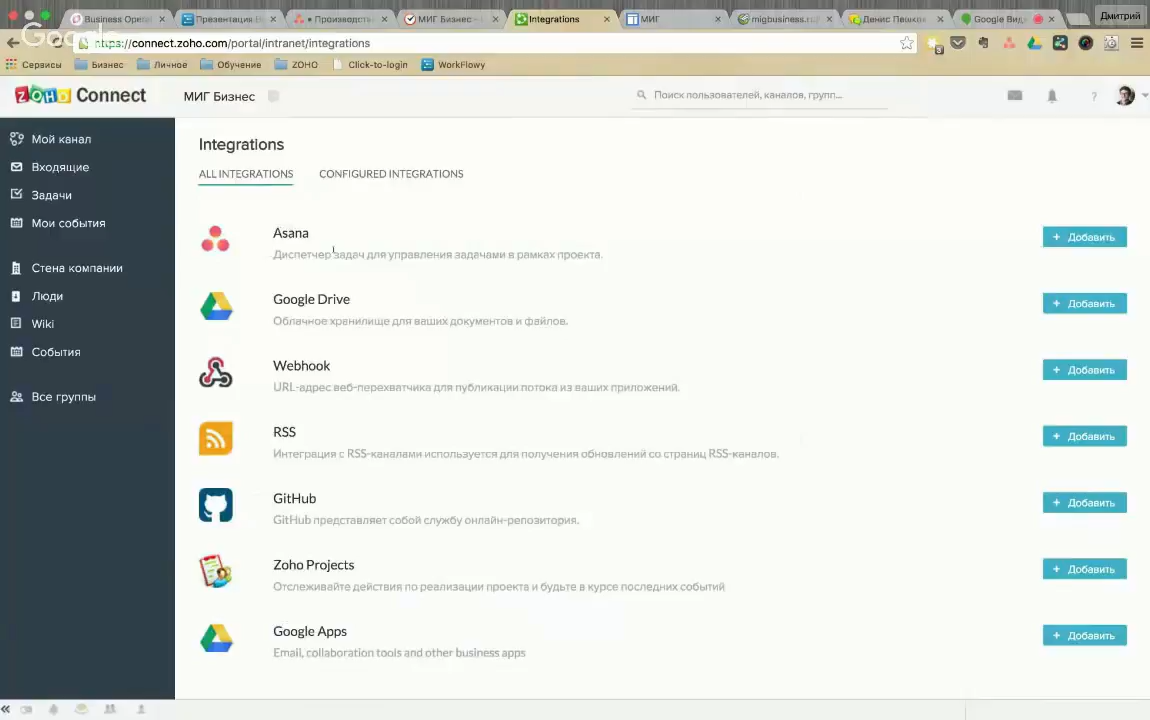 Business Opera
Презентация В
Производст
МИГ Бизнес -
Integrations
МИГ
migbusiness.ru/
Денис Пешков
Google Вид
Дмитрий
Google
https://connect.zoho.com/portal/intranet/integrations
3
Сервисы
Бизнес
Личное
Обучение
ZOHO
Click-to-login
WorkFlowy
ZOHO Connect
МИГ Бизнес
Поиск пользователей, каналов, групп...
?
Мой канал
Входящие
Задачи
Мои события
Стена компании
Люди
Wiki
События
Все группы
Integrations
ALL INTEGRATIONS
CONFIGURED INTEGRATIONS
Asana
Диспетчер задач для управления задачами в рамках проекта.
+ Добавить
Google Drive
Облачное хранилище для ваших документов и файлов.
+ Добавить
Webhook
URL-адрес веб-перехватчика для публикации потока из ваших приложений.
+ Добавить
RSS
Интеграция с RSS-каналами используется для получения обновлений со страниц RSS-каналов.
+ Добавить
GitHub
GitHub представляет собой службу онлайн-репозитория.
+ Добавить
Zoho Projects
Отслеживайте действия по реализации проекта и будьте в курсе последних событий
+ Добавить
Google Apps
Email, collaboration tools and other business apps
+ Добавить